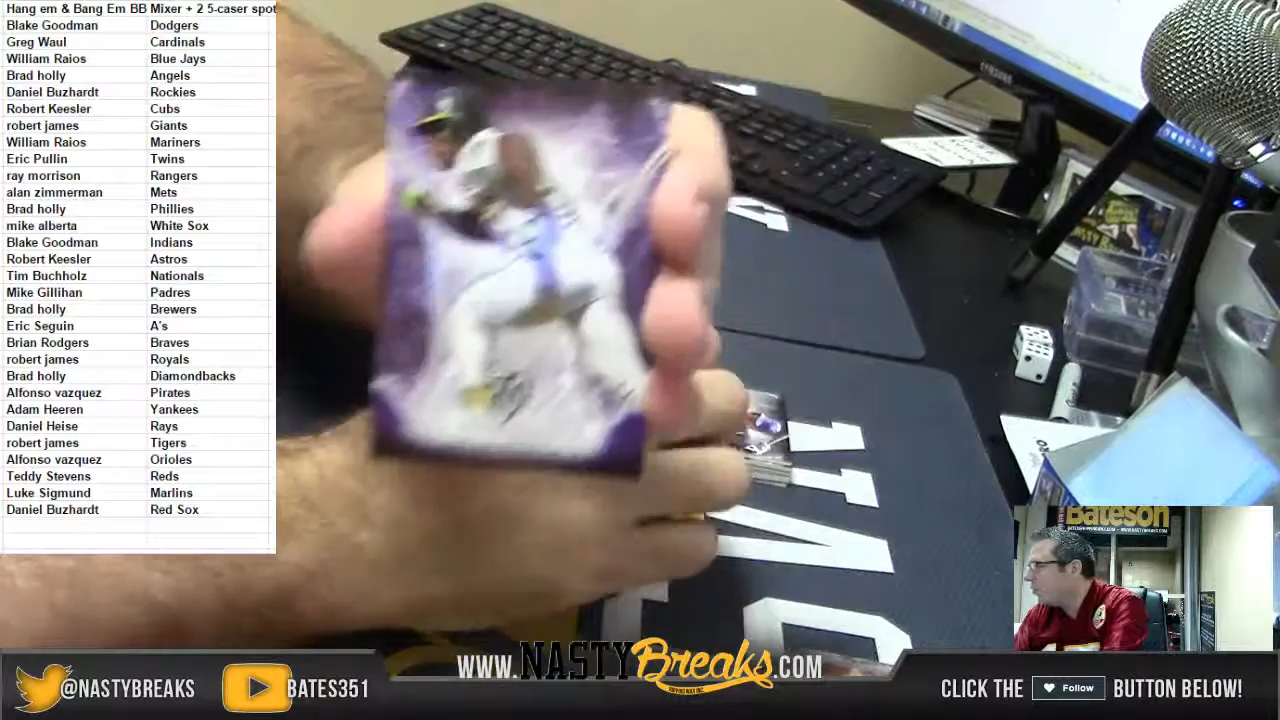 Hang em & Bang Em BB Mixer + 2 5-caser spot
Blake Goodman Dodgers
Greg Waul Cardinals
William Raios Blue Jays
Brad holly Angels
Daniel Buzhardt Rockies
Robert Keesler Cubs
robert james Giants
William Raios Mariners
Eric Pullin Twins
ray morrison Rangers
alan zimmerman Mets
Brad holly Phillies
mike alberta White Sox
Blake Goodman Indians
Robert Keesler Astros
Tim Buchholz Nationals
Mike Gillihan Padres
Brad holly Brewers
Eric Seguin A's
Brian Rodgers Braves
robert james Royals
Brad holly Diamondbacks
Alfonso vazquez Pirates
Adam Heeren Yankees
Daniel Heise Rays
robert james Tigers
Alfonso vazquez Orioles
Teddy Stevens Reds
Luke Sigmund Marlins
Daniel Buzhardt Red Sox
SAMSUNG
Bateson
@NASTYBREAKS
BATES351
WWW.NASTYBreaks.COM
CLICK THE Follow BUTTON BELOW!